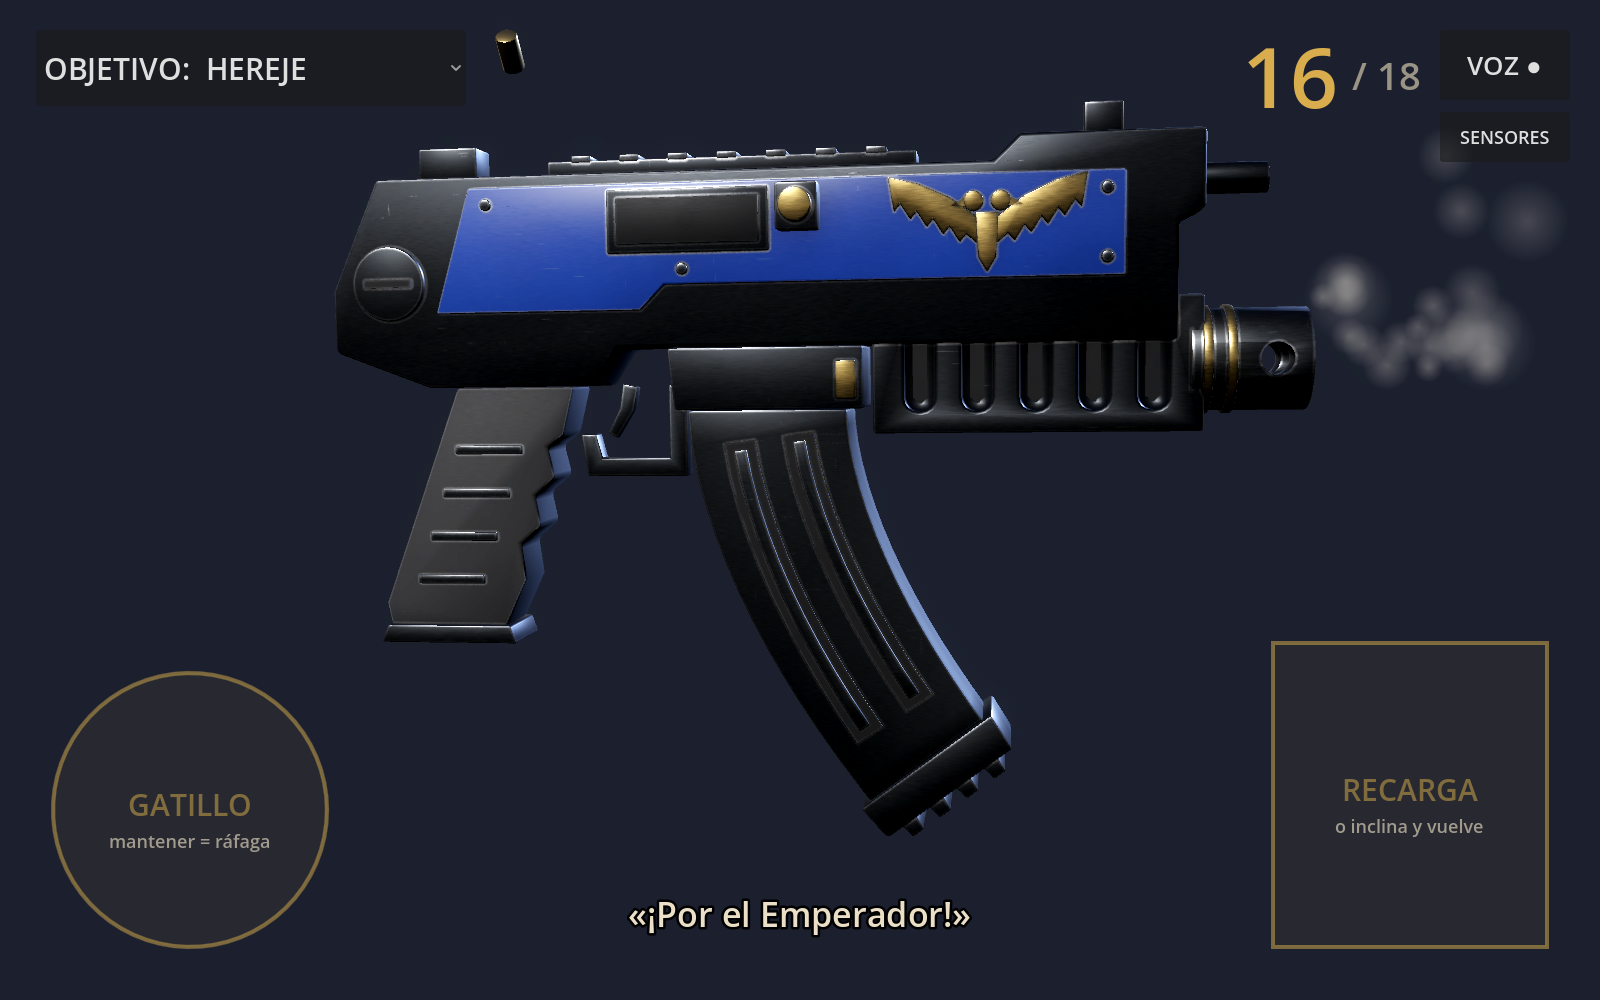 OBJETIVO: HEREJE
16 / 18
VOZ ●
SENSORES
GATILLO
mantener = ráfaga
RECARGA
o inclina y vuelve
«¡Por el Emperador!»